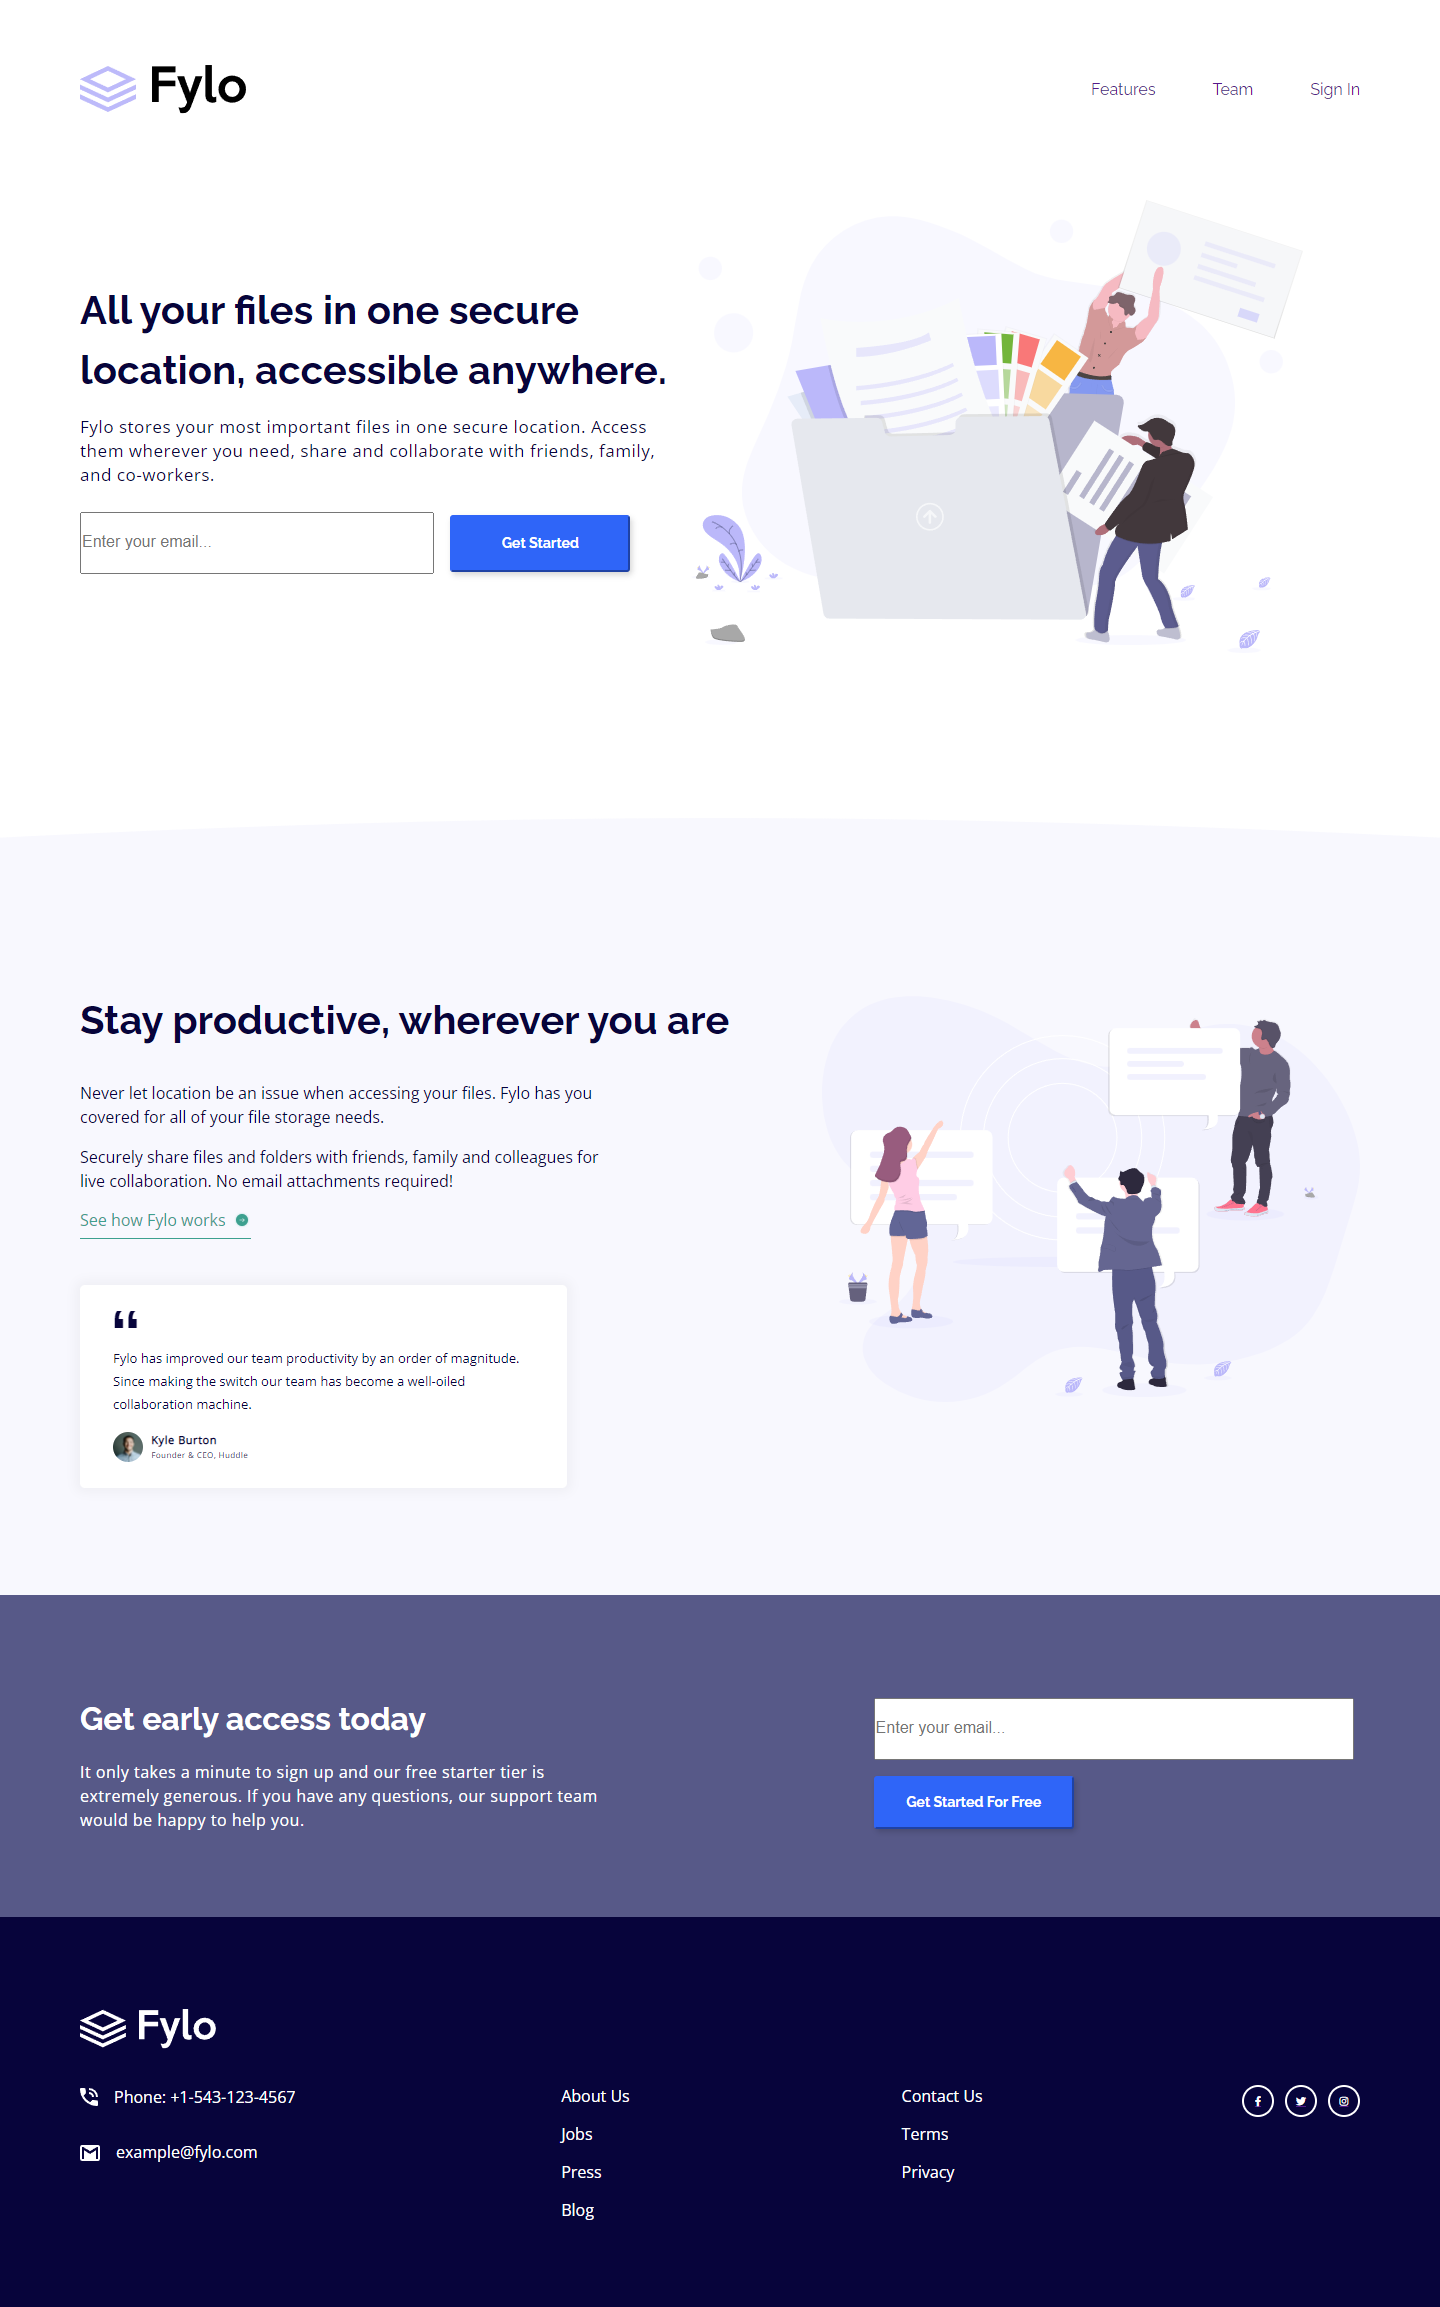 Fylo
Features
Team
Sign In
All your files in one secure
location, accessible anywhere.
Fylo stores your most important files in one secure location. Access
them wherever you need, share and collaborate with friends, family,
and co-workers.
Enter your email...
Get Started
Stay productive, wherever you are
Never let location be an issue when accessing your files. Fylo has you
covered for all of your file storage needs.
Securely share files and folders with friends, family and colleagues for
live collaboration. No email attachments required!
See how Fylo works
“
Fylo has improved our team productivity by an order of magnitude.
Since making the switch our team has become a well-oiled
collaboration machine.
Kyle Burton
Founder & CEO, Huddle
Get early access today
It only takes a minute to sign up and our free starter tier is
extremely generous. If you have any questions, our support team
would be happy to help you.
Enter your email...
Get Started For Free
Fylo
Phone: +1-543-123-4567
example@fylo.com
About Us
Jobs
Press
Blog
Contact Us
Terms
Privacy